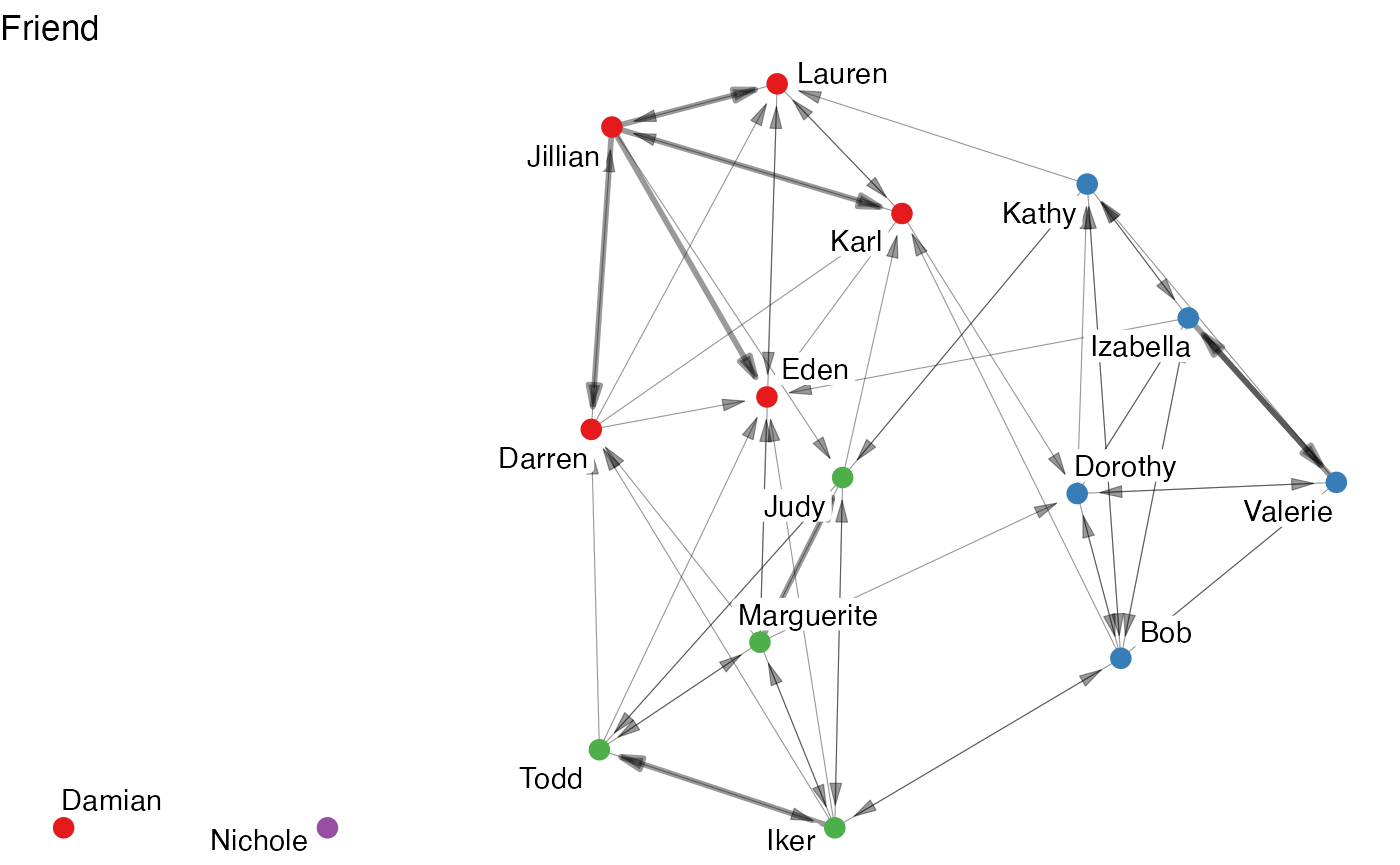 Friend
Lauren
Jillian
Kathy
Karl
Izabella
Eden
Darren
Dorothy
Judy
Valerie
Marguerite
Bob
Todd
Damian
Nichole
Iker